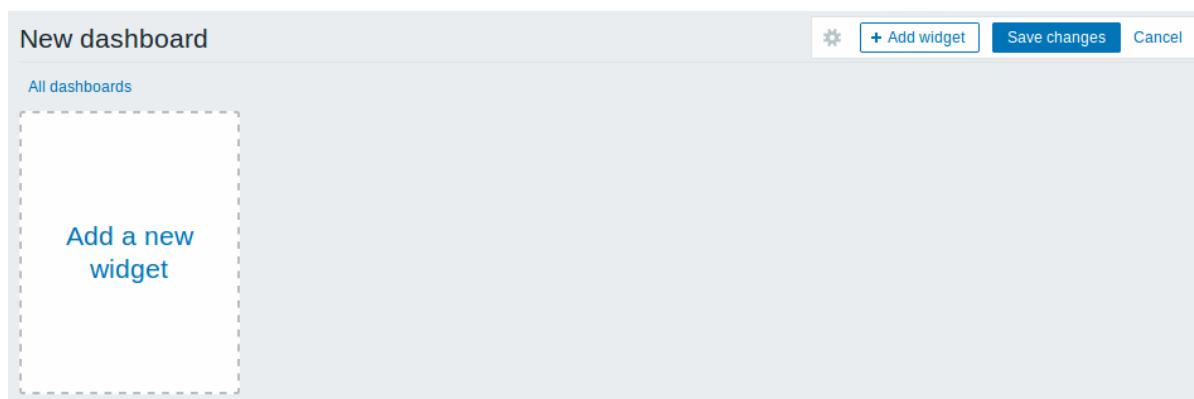 New dashboard
+ Add widget
Save changes
Cancel
All dashboards
Add a new
widget